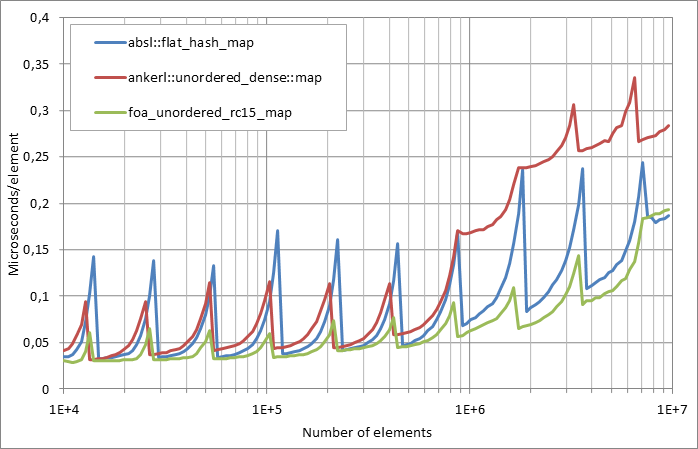 0,4
0,35
0,3
0,25
0,2
0,15
0,1
0,05
0
Microseconds/element
absl::flat_hash_map
ankerl::unordered_dense::map
foa_unordered_rc15_map
1E+4 1E+5 1E+6 1E+7
Number of elements